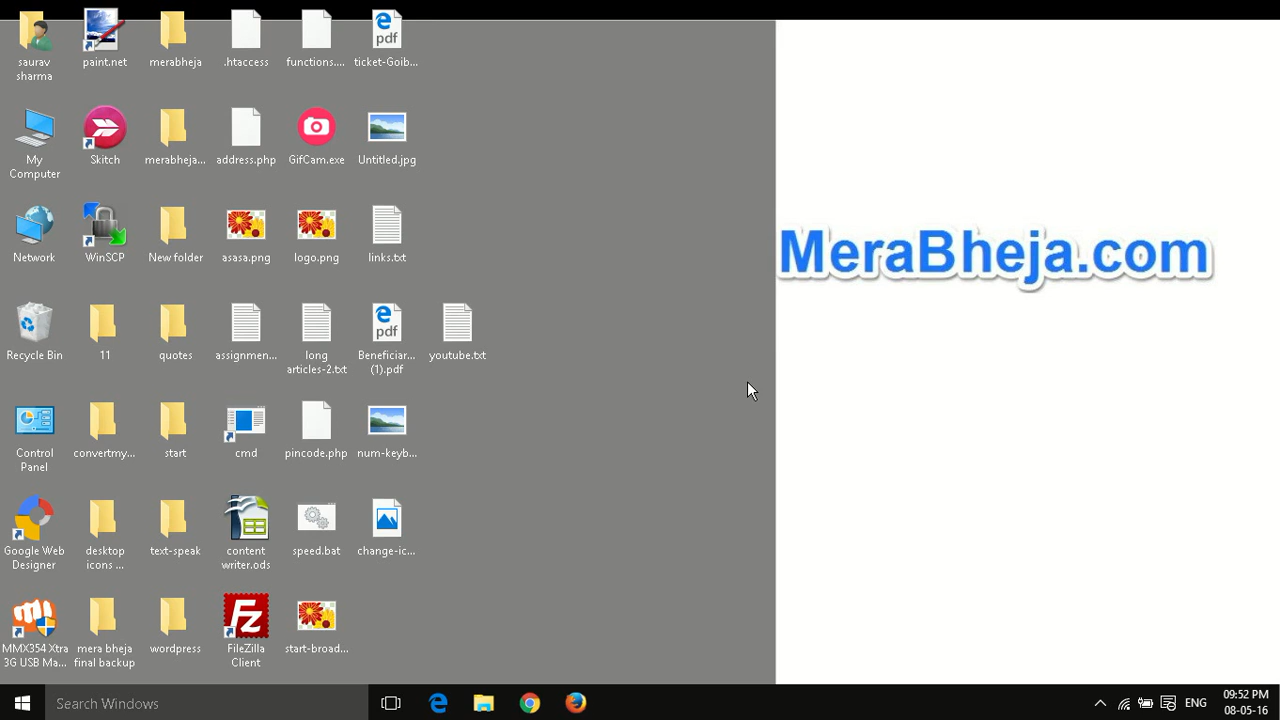 saurav
sharma
paint.net
merabheja
.htaccess
functions....
ticket-Goib...
pdf
My
Computer
Skitch
merabheja...
address.php
GifCam.exe
Untitled.jpg
Network
WinSCP
New folder
asasa.png
logo.png
links.txt
MeraBheja.com
Recycle Bin
11
quotes
assignmen...
long
articles-2.txt
pdf
Beneficiar...
(1).pdf
youtube.txt
Control
Panel
convertmy...
start
cmd
pincode.php
num-keyb...
Google Web
Designer
desktop
icons ...
text-speak
content
writer.ods
speed.bat
change-ic...
MMX354 Xtra
3G USB Ma...
mera bheja
final backup
wordpress
Fz
FileZilla
Client
start-broad...
Search Windows
ENG
09:52 PM
08-05-16